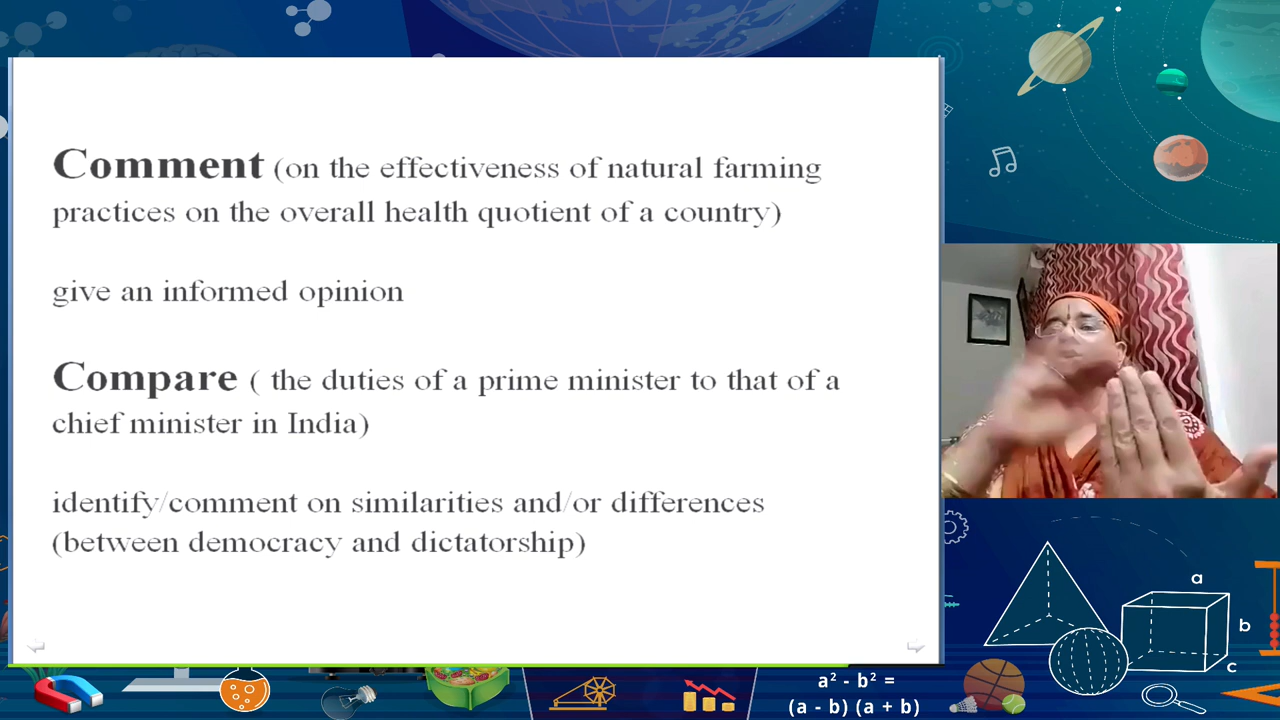 Comment (on the effectiveness of natural farming
practices on the overall health quotient of a country)
give an informed opinion
Compare ( the duties of a prime minister to that of a
chief minister in India)
identify/comment on similarities and/or differences
(between democracy and dictatorship)
a
b
c
a² - b² =
(a - b) (a + b)